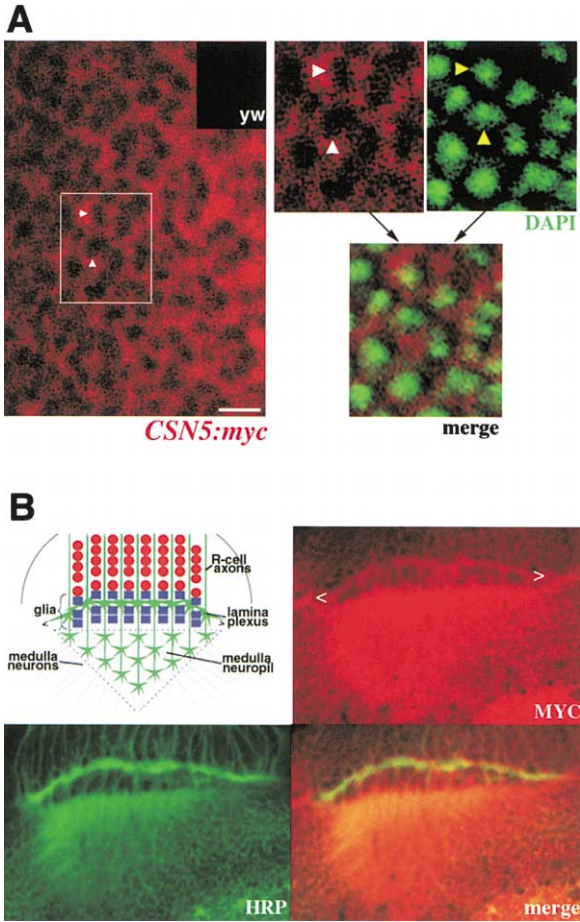 A
yw
DAPI
CSN5:myc
merge
B
R-cell
axons
glia
lamina
plexus
medulla
neurons
medulla
neuropil
< >
MYC
HRP
merge